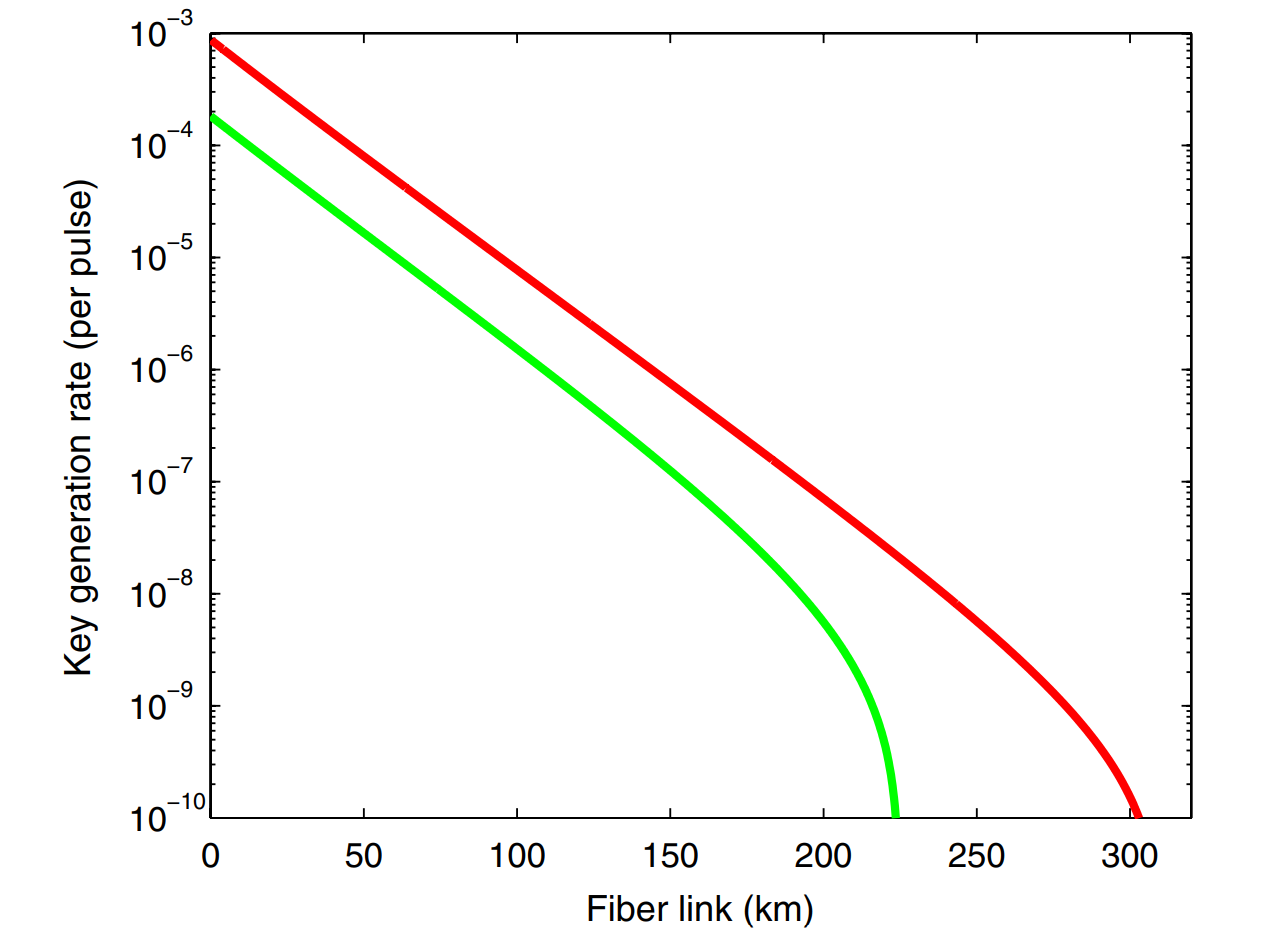 Key generation rate (per pulse)
10⁻³
10⁻⁴
10⁻⁵
10⁻⁶
10⁻⁷
10⁻⁸
10⁻⁹
10⁻¹⁰
0 50 100 150 200 250 300
Fiber link (km)